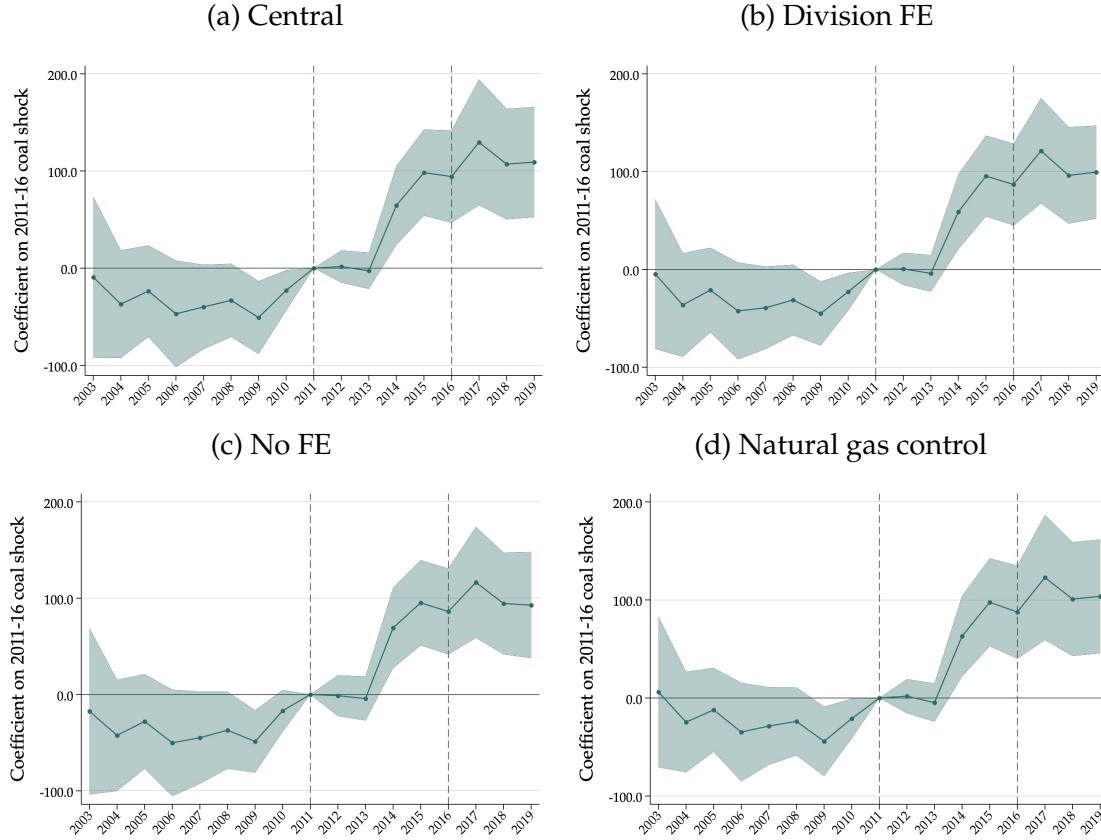 (a) Central
Coefficient on 2011-16 coal shock
200.0
100.0
0.0
-100.0
2003 2004 2005 2006 2007 2008 2009 2010 2011 2012 2013 2014 2015 2016 2017 2018 2019
(b) Division FE
Coefficient on 2011-16 coal shock
200.0
100.0
0.0
-100.0
2003 2004 2005 2006 2007 2008 2009 2010 2011 2012 2013 2014 2015 2016 2017 2018 2019
(c) No FE
Coefficient on 2011-16 coal shock
200.0
100.0
0.0
-100.0
2003 2004 2005 2006 2007 2008 2009 2010 2011 2012 2013 2014 2015 2016 2017 2018 2019
(d) Natural gas control
Coefficient on 2011-16 coal shock
200.0
100.0
0.0
-100.0
2003 2004 2005 2006 2007 2008 2009 2010 2011 2012 2013 2014 2015 2016 2017 2018 2019